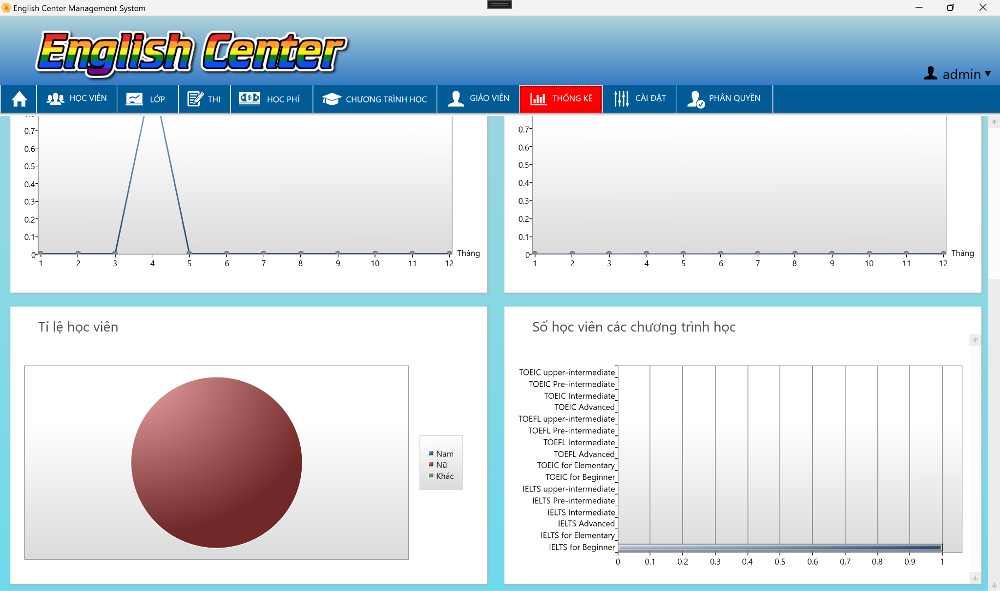 English Center Management System
English Center
admin
HỌC VIÊN
LỚP
THI
HỌC PHÍ
CHƯƠNG TRÌNH HỌC
GIÁO VIÊN
THỐNG KÊ
CÀI ĐẶT
PHÂN QUYỀN
0.7
0.6
0.5
0.4
0.3
0.2
0.1
0
1 2 3 4 5 6 7 8 9 10 11 12
Tháng
0.7
0.6
0.5
0.4
0.3
0.2
0.1
0
1 2 3 4 5 6 7 8 9 10 11 12
Tháng
Tỉ lệ học viên
Nam
Nữ
Khác
Số học viên các chương trình học
TOEIC upper-intermediate
TOEIC Pre-intermediate
TOEIC Intermediate
TOEIC Advanced
TOEFL upper-intermediate
TOEFL Pre-intermediate
TOEFL Intermediate
TOEFL Advanced
TOEIC for Elementary
TOEIC for Beginner
IELTS upper-intermediate
IELTS Pre-intermediate
IELTS Intermediate
IELTS Advanced
IELTS for Elementary
IELTS for Beginner
0 0.1 0.2 0.3 0.4 0.5 0.6 0.7 0.8 0.9 1